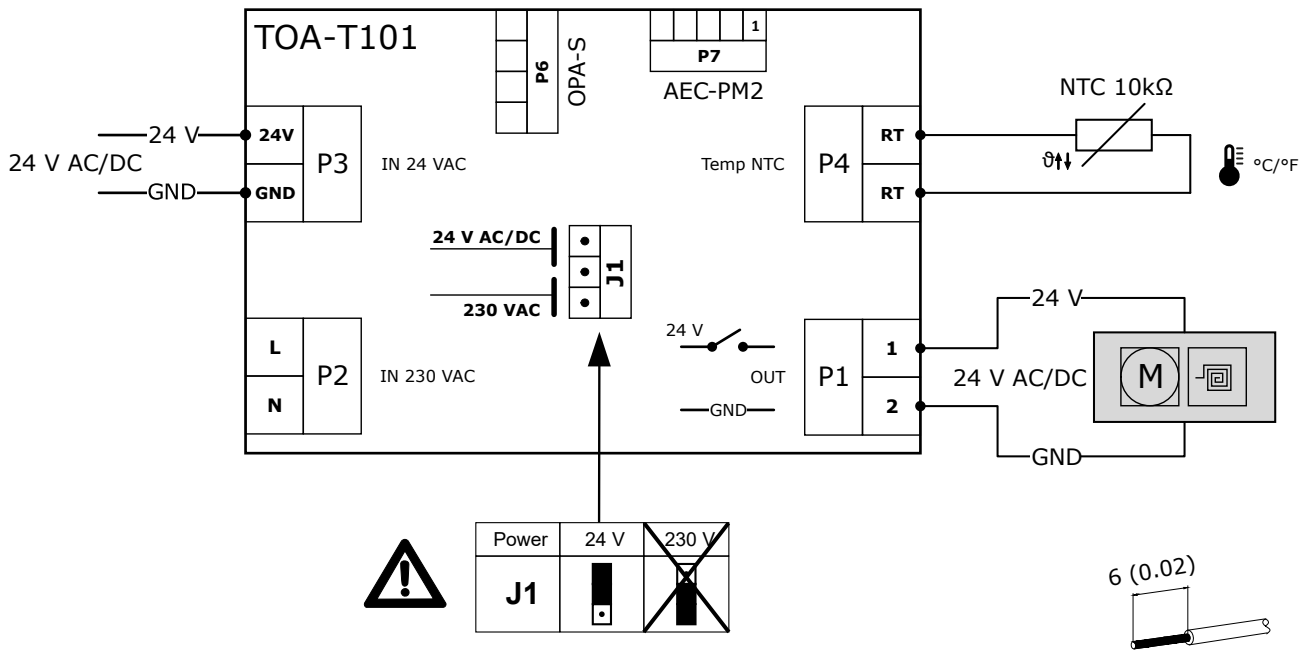 TOA-T101
P6
OPA-S
1
P7
AEC-PM2
NTC 10kΩ
24 V AC/DC
24 V
GND
24V
GND
P3
IN 24 VAC
Temp NTC
P4
RT
RT
ϑ
°C/°F
24 V AC/DC
230 VAC
J1
L
N
P2
IN 230 VAC
24 V
OUT
GND
P1
1
2
24 V
24 V AC/DC
GND
M
Power 24 V 230 V
J1
6 (0.02)